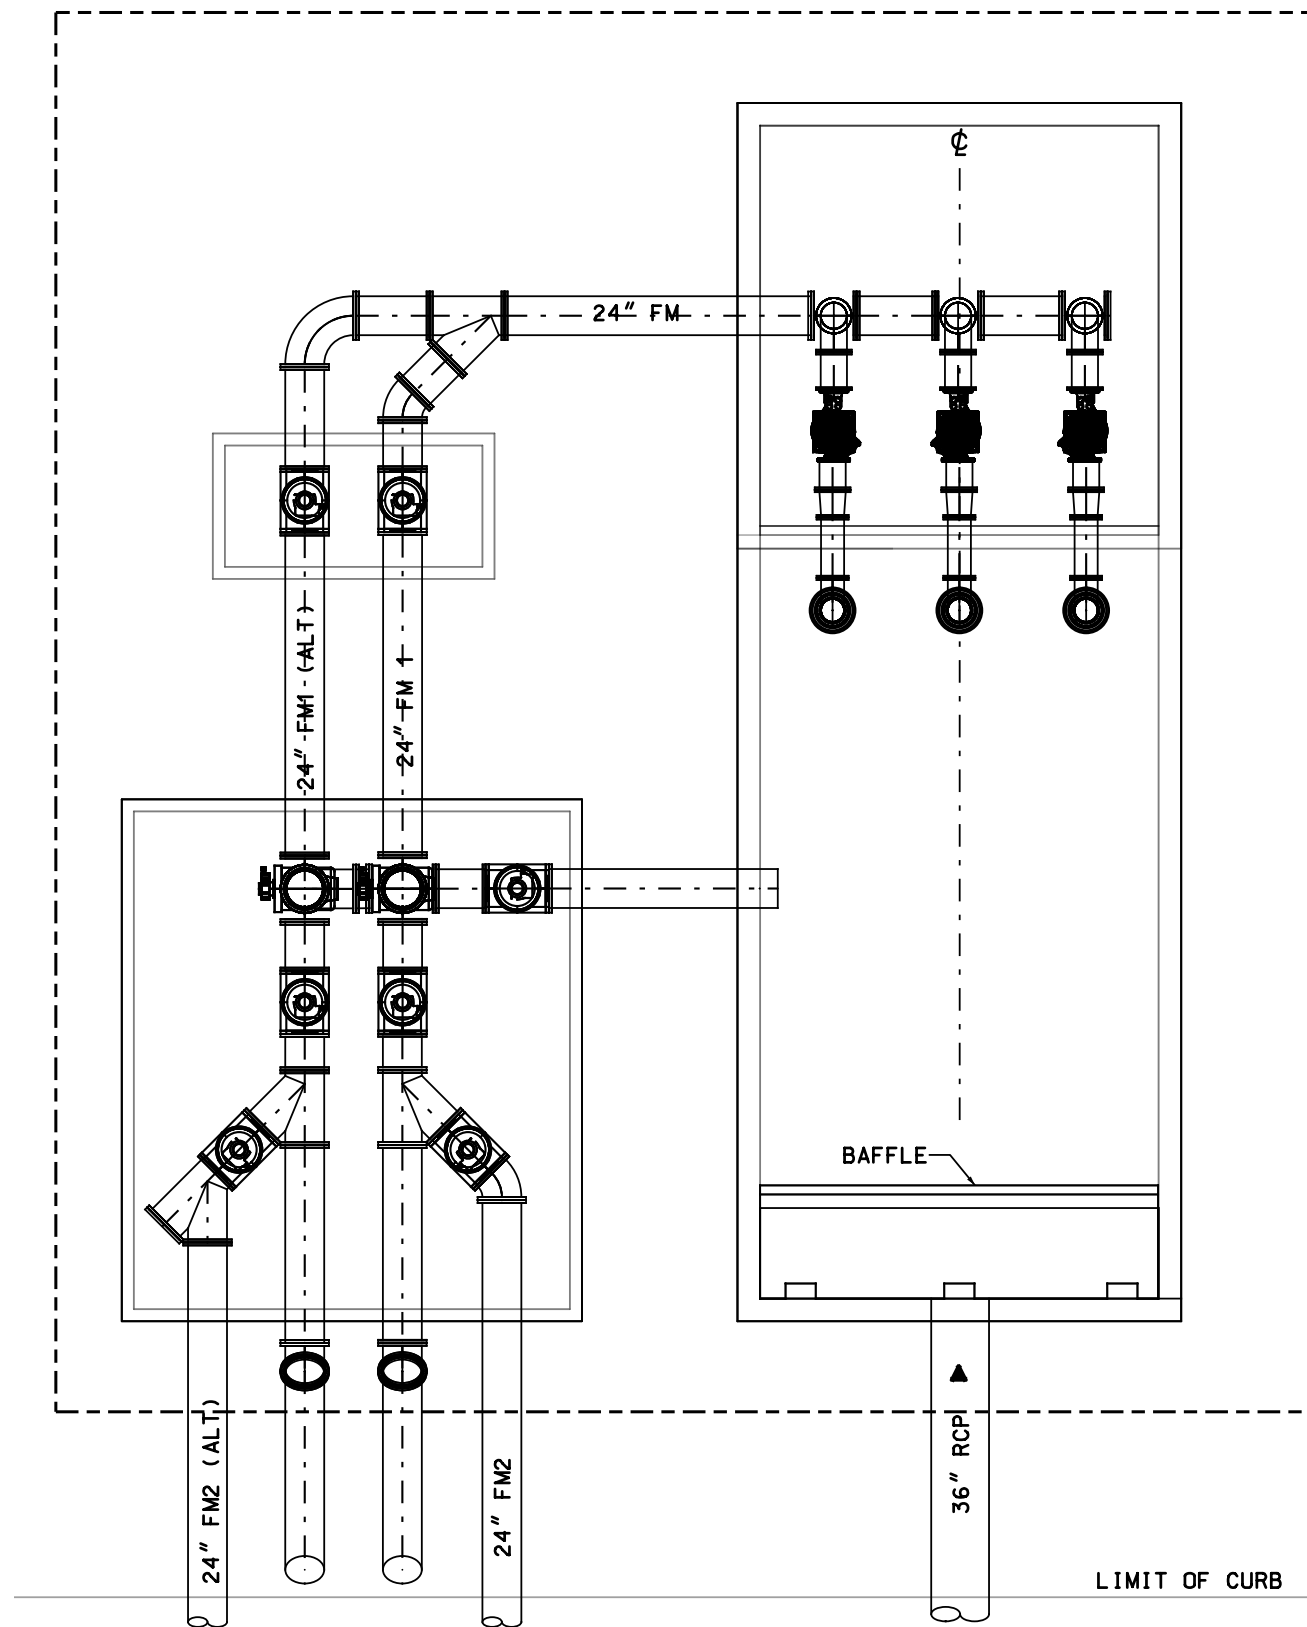 ℄
24" FM
24" FM1 (ALT)
24" FM 1
BAFFLE
24" FM2 (ALT)
24" FM2
36" RCP
LIMIT OF CURB